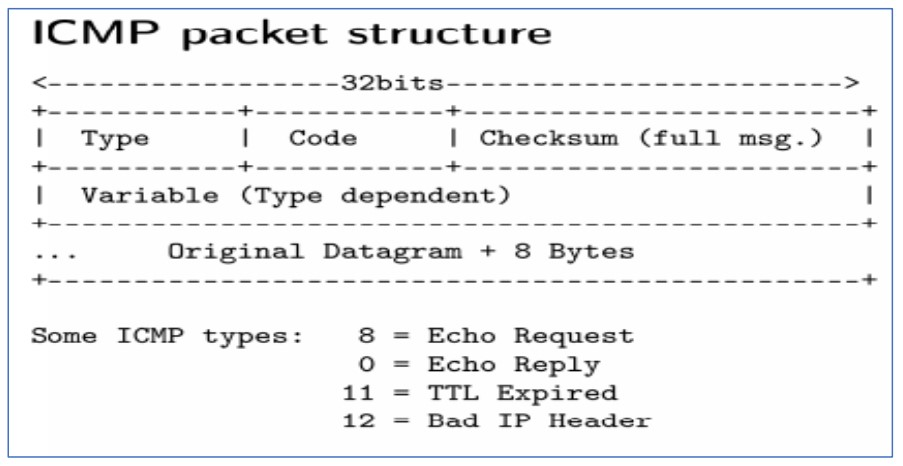 ICMP packet structure
<-----------------32bits----------------------->
+-----------+-----------+------------------------+
|  Type     |  Code     | Checksum (full msg.)  |
+-----------+-----------+------------------------+
|  Variable (Type dependent)                     |
+------------------------------------------------+
...     Original Datagram + 8 Bytes
+------------------------------------------------+
Some ICMP types:   8 = Echo Request
0 = Echo Reply
11 = TTL Expired
12 = Bad IP Header